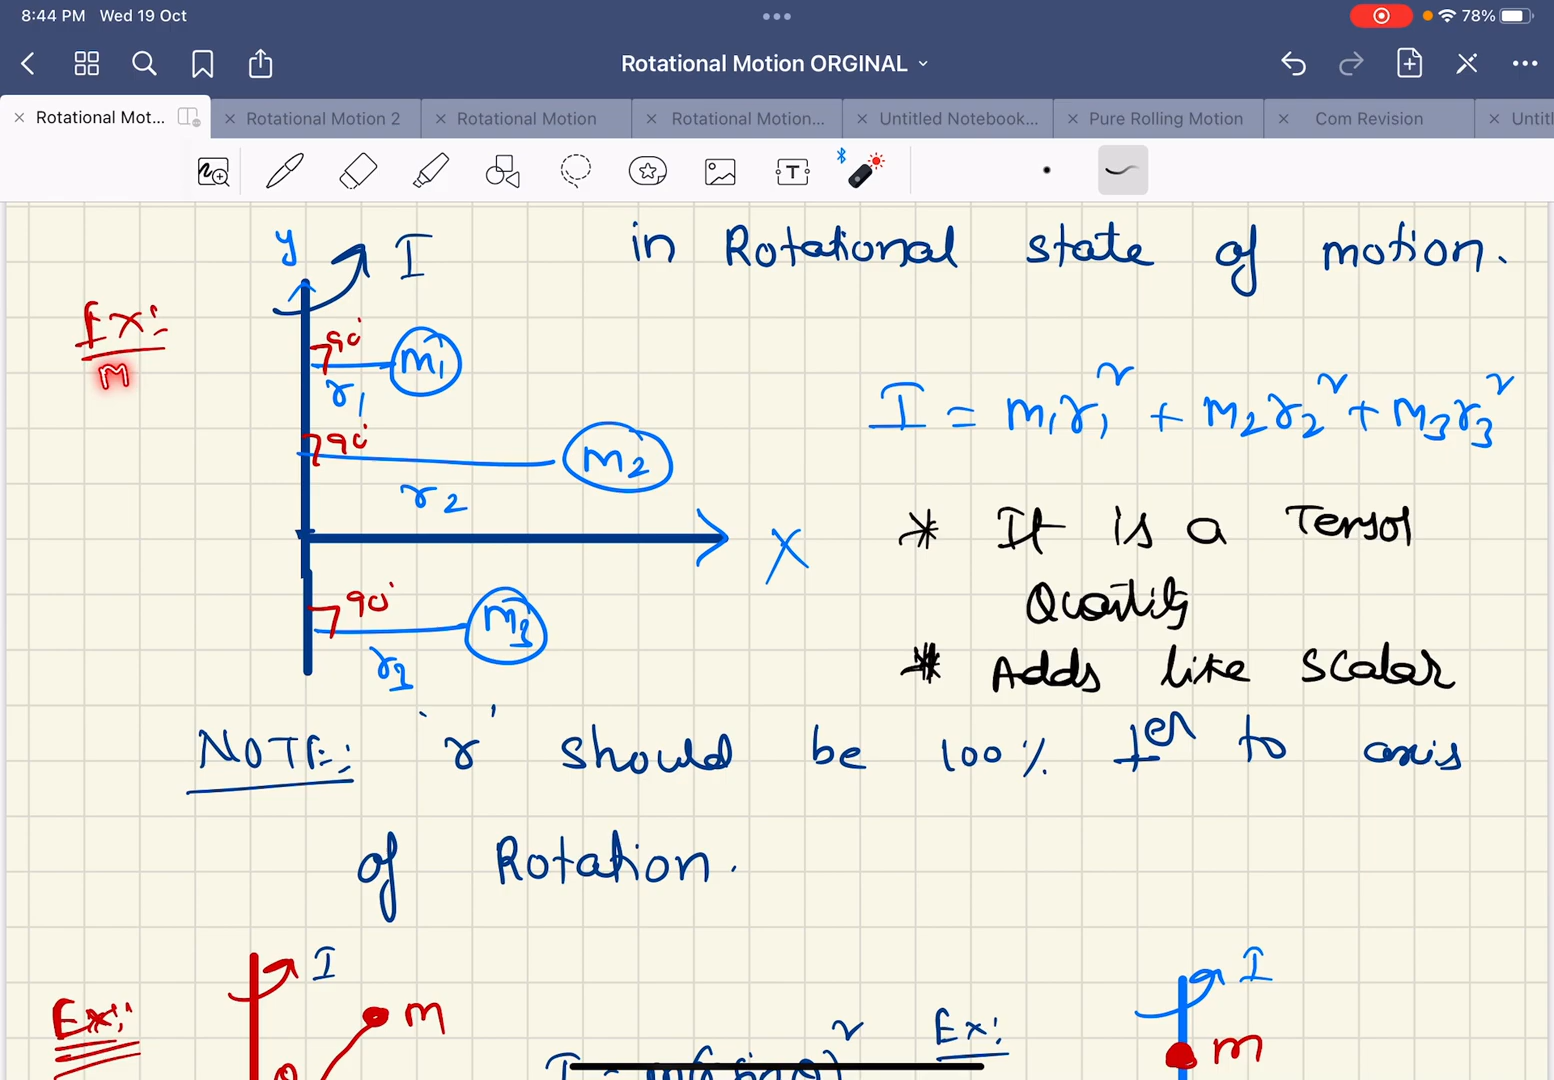 8:44 PM Wed 19 Oct
78%
Rotational Motion ORGINAL
Rotational Mot...
Rotational Motion 2
Rotational Motion
Rotational Motion...
Untitled Notebook...
Pure Rolling Motion
Com Revision
Untitl
T
in Rotational state of motion.
y
I
Ex:
M
90°
m1
r1
I = m1r1² + m2r2² + m3r3²
90°
m2
r2
X
* It is a Tensor
Quantity
* Adds like scalar
90°
m3
NOTE: 'r' should be 100% ⊥er to axis
of Rotation.
I
Ex:
m
Ex:
I
m